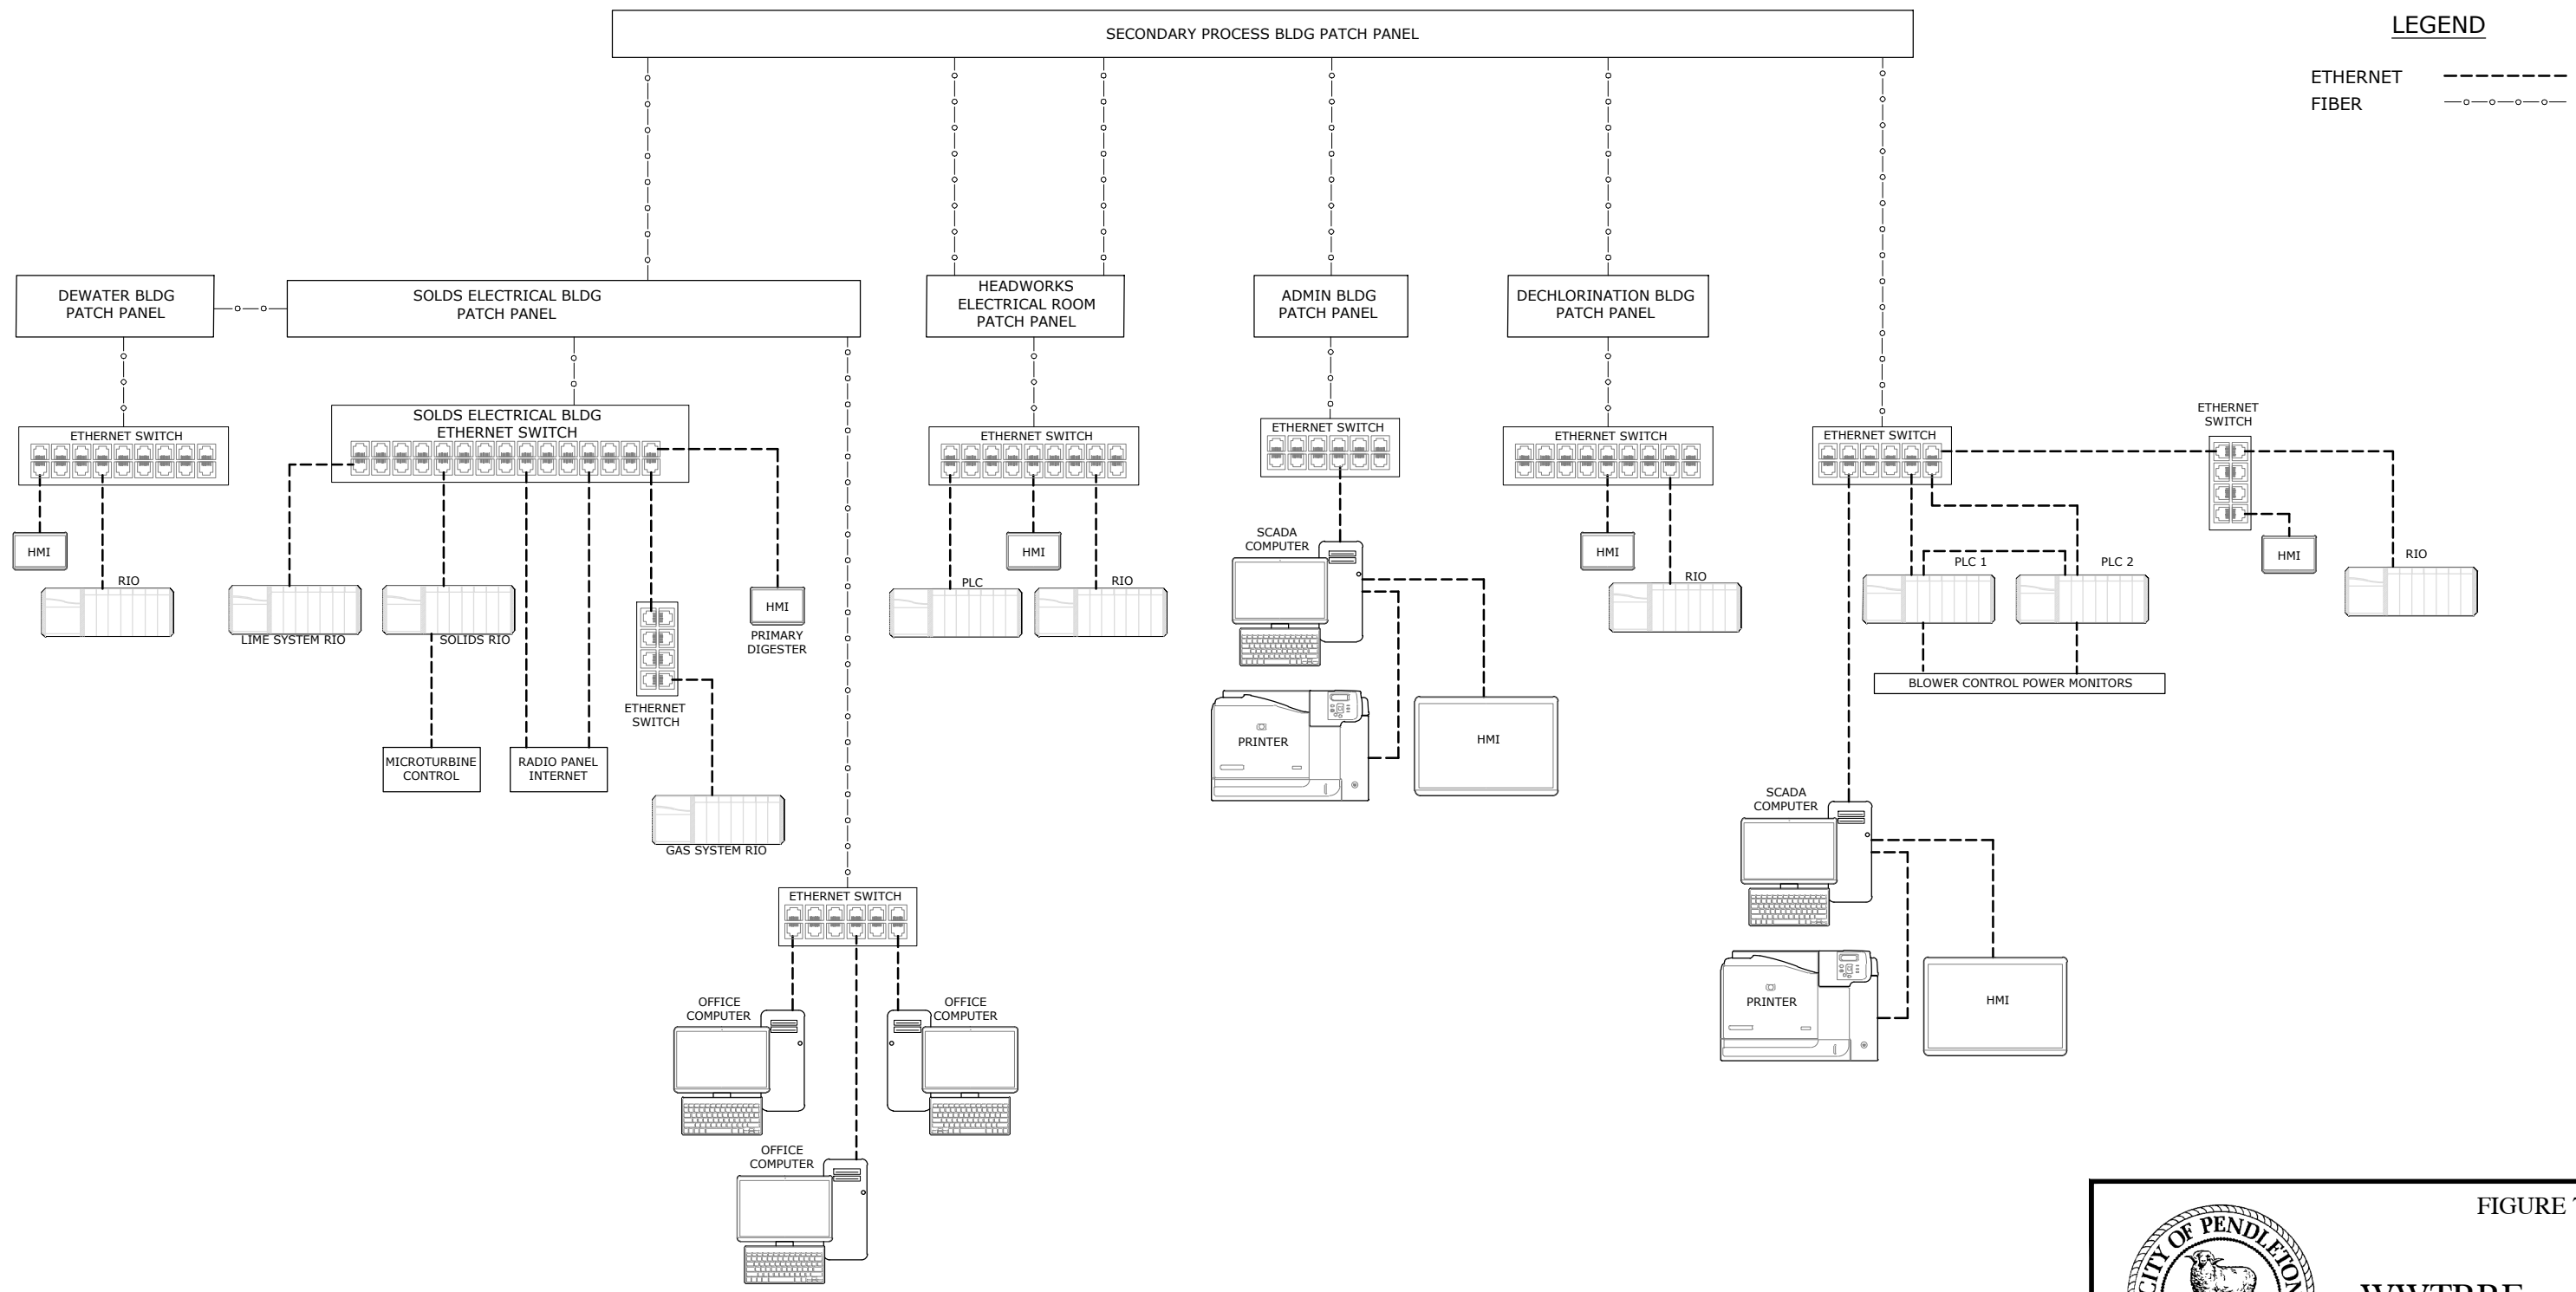 SECONDARY PROCESS BLDG PATCH PANEL
LEGEND
ETHERNET
FIBER
DEWATER BLDG
PATCH PANEL
SOLDS ELECTRICAL BLDG
PATCH PANEL
HEADWORKS
ELECTRICAL ROOM
PATCH PANEL
ADMIN BLDG
PATCH PANEL
DECHLORINATION BLDG
PATCH PANEL
ETHERNET SWITCH
SOLDS ELECTRICAL BLDG
ETHERNET SWITCH
ETHERNET SWITCH
ETHERNET SWITCH
ETHERNET SWITCH
ETHERNET SWITCH
ETHERNET
SWITCH
HMI
RIO
LIME SYSTEM RIO
SOLIDS RIO
HMI
PRIMARY
DIGESTER
ETHERNET
SWITCH
MICROTURBINE
CONTROL
RADIO PANEL
INTERNET
GAS SYSTEM RIO
HMI
PLC
RIO
SCADA
COMPUTER
PRINTER
HMI
HMI
RIO
PLC 1
PLC 2
BLOWER CONTROL POWER MONITORS
HMI
RIO
SCADA
COMPUTER
PRINTER
HMI
ETHERNET SWITCH
OFFICE
COMPUTER
OFFICE
COMPUTER
OFFICE
COMPUTER
FIGURE
CITY OF PENDLETON